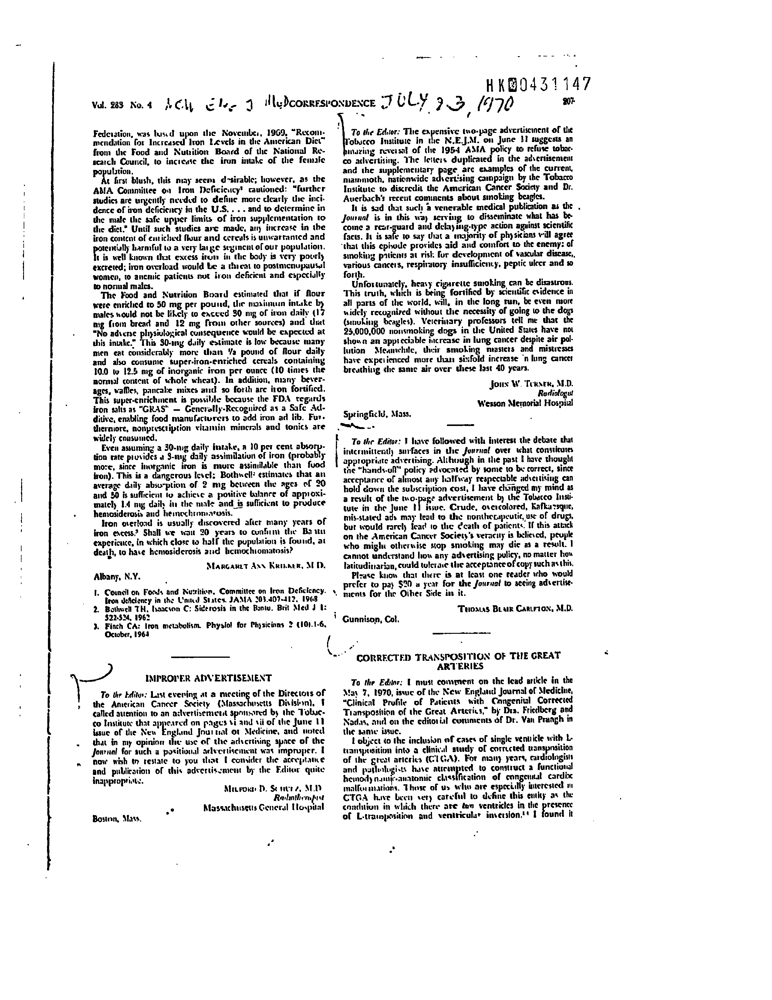 HK0431147
Vol. 283 No. 4
CORRESPONDENCE JULY 23, 1970
207
Federation, was based upon the November, 1969, "Recom-
mendation for Increased Iron Levels in the American Diet"
from the Food and Nutrition Board of the National Re-
search Council, to increase the iron intake of the female
population.
At first blush, this may seem desirable; however, as the
AMA Committee on Iron Deficiency¹ cautioned: "further
studies are urgently needed to define more clearly the inci-
dence of iron deficiency in the U.S. . . . and to determine in
the male the safe upper limits of iron supplementation to
the diet." Until such studies are made, any increase in the
iron content of enriched flour and cereals is unwarranted and
potentially harmful to a very large segment of our population.
It is well known that excess iron in the body is very poorly
excreted; iron overload would be a threat to postmenopausal
women, to anemic patients not iron deficient and especially
to normal males.
The Food and Nutrition Board estimated that if flour
were enriched to 50 mg per pound, the maximum intake by
males would not be likely to exceed 30 mg of iron daily (17
mg from bread and 12 mg from other sources) and that
"No adverse physiological consequence would be expected at
this intake." This 30-mg daily estimate is low because many
men eat considerably more than ½ pound of flour daily
and also consume super-iron-enriched cereals containing
10.0 to 12.5 mg of iron per ounce (10 times the
normal content of whole wheat). In addition, many bever-
ages, waffles, pancake mixes and so forth are iron fortified.
This super-enrichment is possible because the FDA regards
iron salts as "GRAS" — Generally-Recognized as a Safe Ad-
ditive, enabling food manufacturers to add iron ad lib. Fur-
thermore, nonprescription vitamin minerals and tonics are
widely consumed.
Even assuming a 30-mg daily intake, a 10 per cent absorp-
tion rate provides a 3-mg daily assimilation of iron (probably
more, since inorganic iron is more assimilable than food
iron). This is a dangerous level; Bothwell² estimates that an
average daily absorption of 2 mg between the ages of 20
and 50 is sufficient to achieve a positive balance of approxi-
mately 1.4 mg daily in the male and is sufficient to produce
hemosiderosis and hemochromatosis.
Iron overload is usually discovered after many years of
iron excess.³ Shall we wait 20 years to confirm the Bantu
experience, in which close to half the population is found, at
death, to have hemosiderosis and hemochromatosis?
MARGARET ANN KRIKKER, M.D.
Albany, N.Y.
1. Council on Foods and Nutrition, Committee on Iron Deficiency.
Iron deficiency in the United States. JAMA 203:407-412, 1968
2. Bothwell TH, Isaacson C: Siderosis in the Bantu. Brit Med J 1:
522-524, 1962
3. Finch CA: Iron metabolism. Physiol for Physicians 2 (10):1-6,
October, 1964
IMPROPER ADVERTISEMENT
To the Editor: Last evening at a meeting of the Directors of
the American Cancer Society (Massachusetts Division), I
called attention to an advertisement sponsored by the Tobac-
co Institute that appeared on pages vi and vii of the June 11
issue of the New England Journal of Medicine, and noted
that in my opinion the use of the advertising space of the
Journal for such a positional advertisement was improper. I
now wish to restate to you that I consider the acceptance
and publication of this advertisement by the Editor quite
inappropriate.
MILFORD D. SCHULZ, M.D.
Radiotherapist
Massachusetts General Hospital
Boston, Mass.
To the Editor: The expensive two-page advertisement of the
Tobacco Institute in the N.E.J.M. on June 11 suggests an
amazing reversal of the 1954 AMA policy to refuse tobac-
co advertising. The letters duplicated in the advertisement
and the supplementary page are examples of the current,
mammoth, nationwide advertising campaign by the Tobacco
Institute to discredit the American Cancer Society and Dr.
Auerbach's recent comments about smoking beagles.
It is sad that such a venerable medical publication as the
Journal is in this way serving to disseminate what has be-
come a rear-guard and delaying-type action against scientific
facts. It is safe to say that a majority of physicians will agree
that this episode provides aid and comfort to the enemy: of
smoking patients at risk for development of vascular disease,
various cancers, respiratory insufficiency, peptic ulcer and so
forth.
Unfortunately, heavy cigarette smoking can be disastrous.
This truth, which is being fortified by scientific evidence in
all parts of the world, will, in the long run, be even more
widely recognized without the necessity of going to the dogs
(smoking beagles). Veterinary professors tell me that the
25,000,000 nonsmoking dogs in the United States have not
shown an appreciable increase in lung cancer despite air pol-
lution Meanwhile, their smoking masters and mistresses
have experienced more than sixfold increase in lung cancer
breathing the same air over these last 40 years.
JOHN W. TURNER, M.D.
Radiologist
Wesson Memorial Hospital
Springfield, Mass.
To the Editor: I have followed with interest the debate that
intermittently surfaces in the Journal over what constitutes
appropriate advertising. Although in the past I have thought
the "hands-off" policy advocated by some to be correct, since
acceptance of almost any halfway respectable advertising can
hold down the subscription cost, I have changed my mind as
a result of the two-page advertisement by the Tobacco Insti-
tute in the June 11 issue. Crude, overcolored, Kafkaesque,
mis-stated ads may lead to the nontherapeutic use of drugs,
but would rarely lead to the death of patients. If this attack
on the American Cancer Society's veracity is believed, people
who might otherwise stop smoking may die as a result. I
cannot understand how any advertising policy, no matter how
latitudinarian, could tolerate the acceptance of copy such as this.
Please know that there is at least one reader who would
prefer to pay $20 a year for the Journal to seeing advertise-
ments for the Other Side in it.
THOMAS BLAIR CARLTON, M.D.
Gunnison, Col.
CORRECTED TRANSPOSITION OF THE GREAT
ARTERIES
To the Editor: I must comment on the lead article in the
May 7, 1970, issue of the New England Journal of Medicine,
"Clinical Profile of Patients with Congenital Corrected
Transposition of the Great Arteries," by Drs. Friedberg and
Nadas, and on the editorial comments of Dr. Van Praagh in
the same issue.
I object to the inclusion of cases of single ventricle with L-
transposition into a clinical study of corrected transposition
of the great arteries (CTGA). For many years, cardiologists
and pathologists have attempted to construct a functional
hemodynamic-anatomic classification of congenital cardiac
malformations. Those of us who are especially interested in
CTGA have been very careful to define this entity as the
condition in which there are two ventricles in the presence
of L-transposition and ventricular inversion. I found it